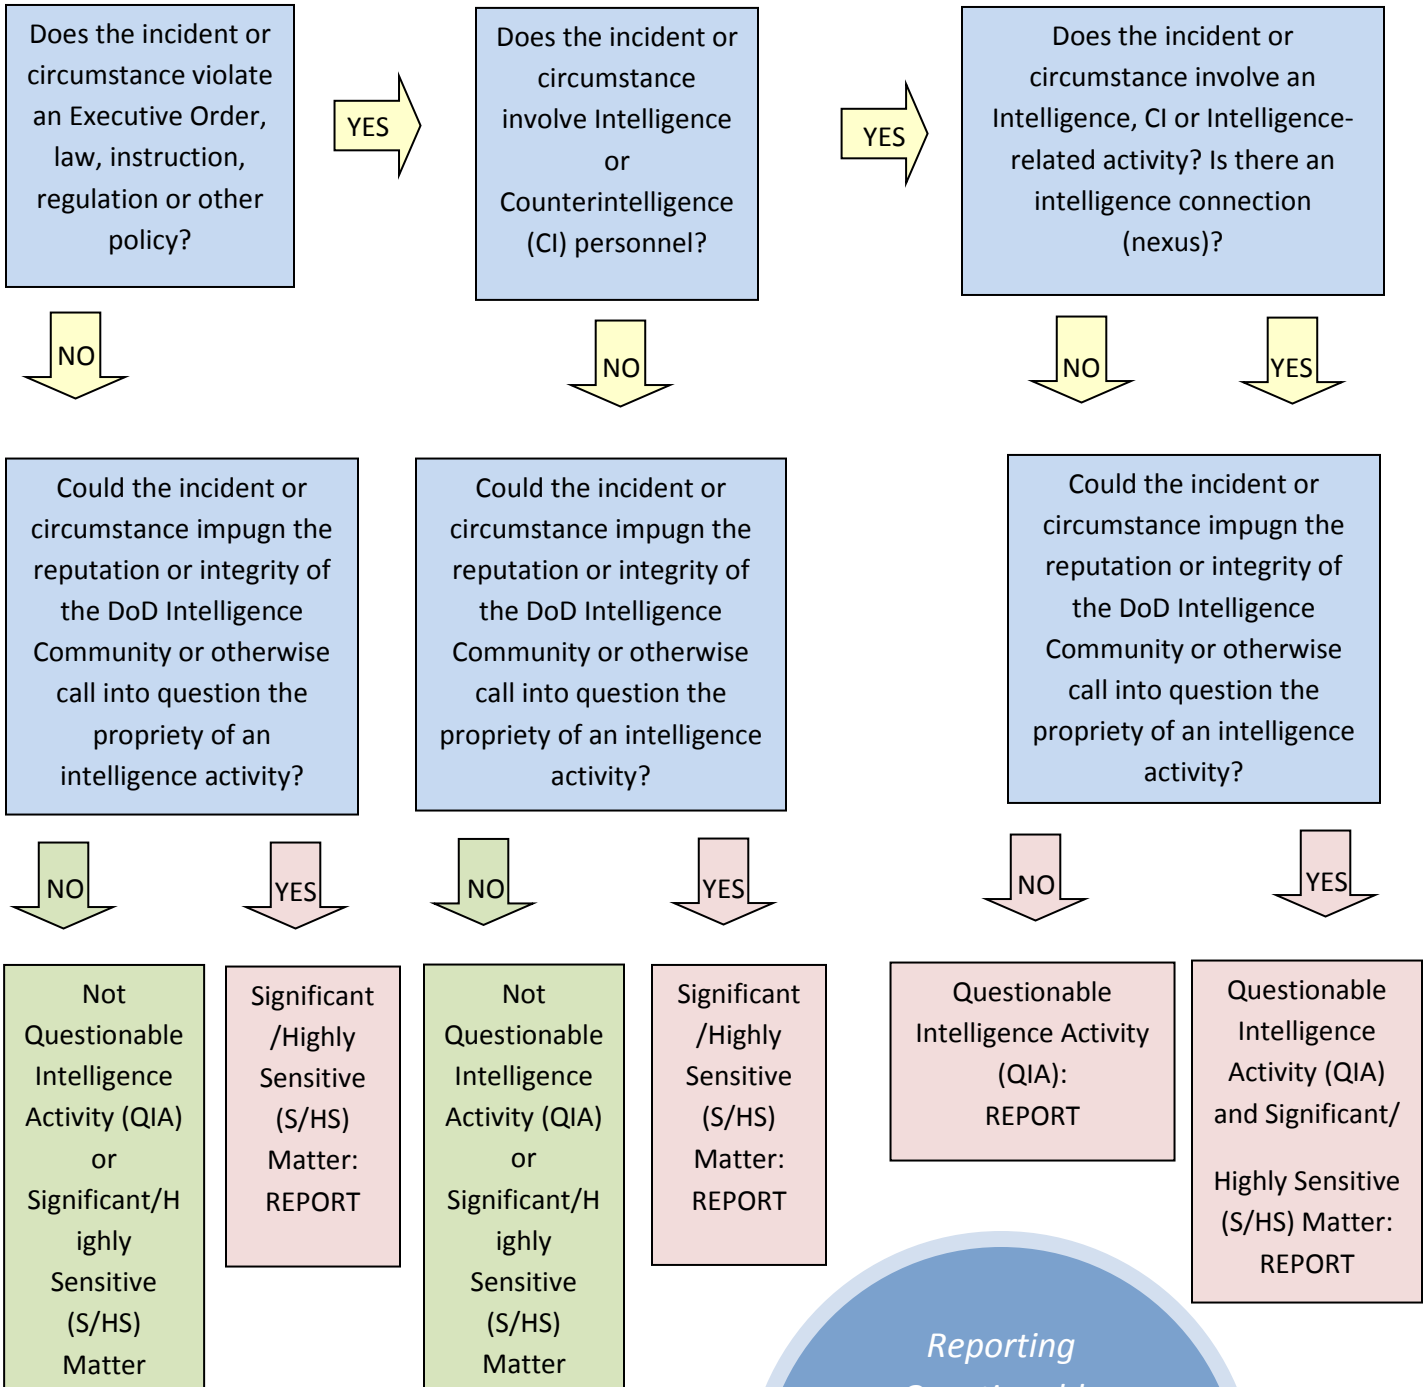 Does the incident or
circumstance violate
an Executive Order,
law, instruction,
regulation or other
policy?
YES
Does the incident or
circumstance
involve Intelligence
or
Counterintelligence
(CI) personnel?
YES
Does the incident or
circumstance involve an
Intelligence, CI or Intelligence-
related activity? Is there an
intelligence connection
(nexus)?
NO
NO
NO
YES
Could the incident or
circumstance impugn the
reputation or integrity of
the DoD Intelligence
Community or otherwise
call into question the
propriety of an
intelligence activity?
Could the incident or
circumstance impugn the
reputation or integrity of
the DoD Intelligence
Community or otherwise
call into question the
propriety of an intelligence
activity?
Could the incident or
circumstance impugn the
reputation or integrity of
the DoD Intelligence
Community or otherwise
call into question the
propriety of an intelligence
activity?
NO
YES
NO
YES
NO
YES
Not
Questionable
Intelligence
Activity (QIA)
or
Significant/H
ighly
Sensitive
(S/HS)
Matter
Significant
/Highly
Sensitive
(S/HS)
Matter:
REPORT
Not
Questionable
Intelligence
Activity (QIA)
or
Significant/H
ighly
Sensitive
(S/HS)
Matter
Significant
/Highly
Sensitive
(S/HS)
Matter:
REPORT
Questionable
Intelligence Activity
(QIA):
REPORT
Questionable
Intelligence
Activity (QIA)
and Significant/
Highly Sensitive
(S/HS) Matter:
REPORT
Reporting